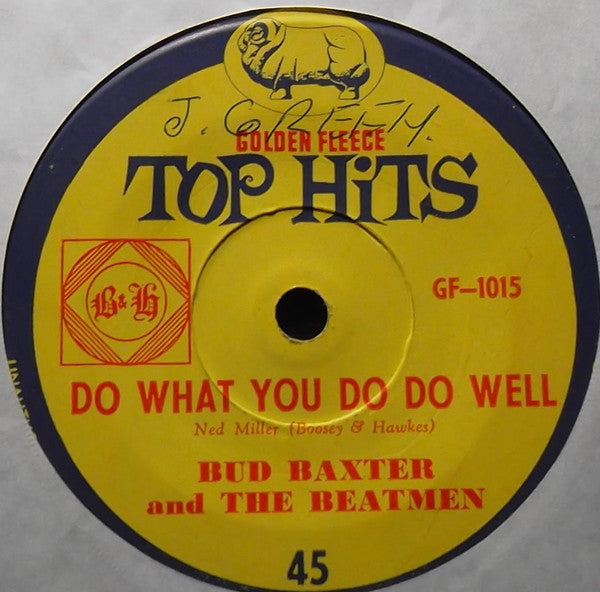 J. GREEN.
GOLDEN FLEECE
TOP HiTS
B&H
GF—1015
DO WHAT YOU DO DO WELL
Ned Miller (Boosey & Hawkes)
BUD BAXTER
and THE BEATMEN
45